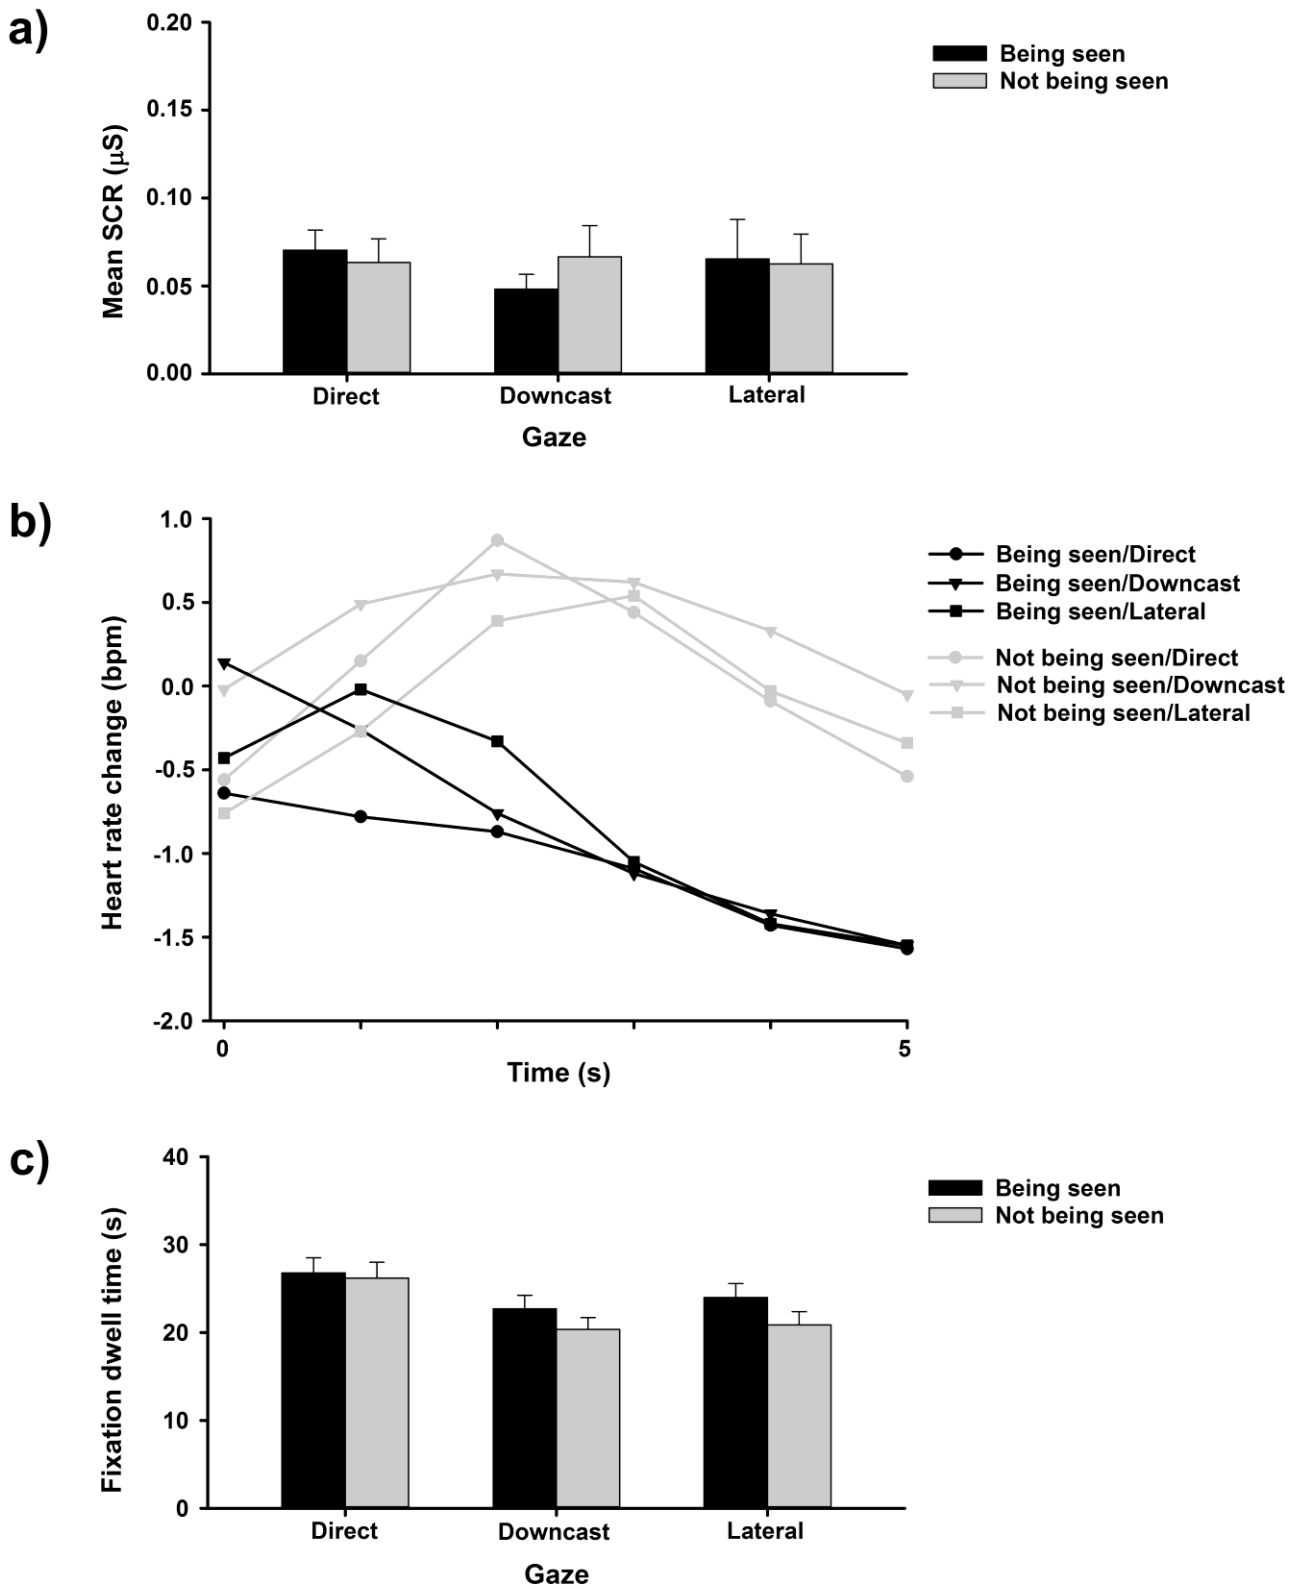 a)
0.20
0.15
0.10
0.05
0.00
Mean SCR (μS)
Direct
Downcast
Lateral
Gaze
Being seen
Not being seen
b)
1.0
0.5
0.0
-0.5
-1.0
-1.5
-2.0
Heart rate change (bpm)
0
5
Time (s)
Being seen/Direct
Being seen/Downcast
Being seen/Lateral
Not being seen/Direct
Not being seen/Downcast
Not being seen/Lateral
c)
40
30
20
10
0
Fixation dwell time (s)
Direct
Downcast
Lateral
Gaze
Being seen
Not being seen